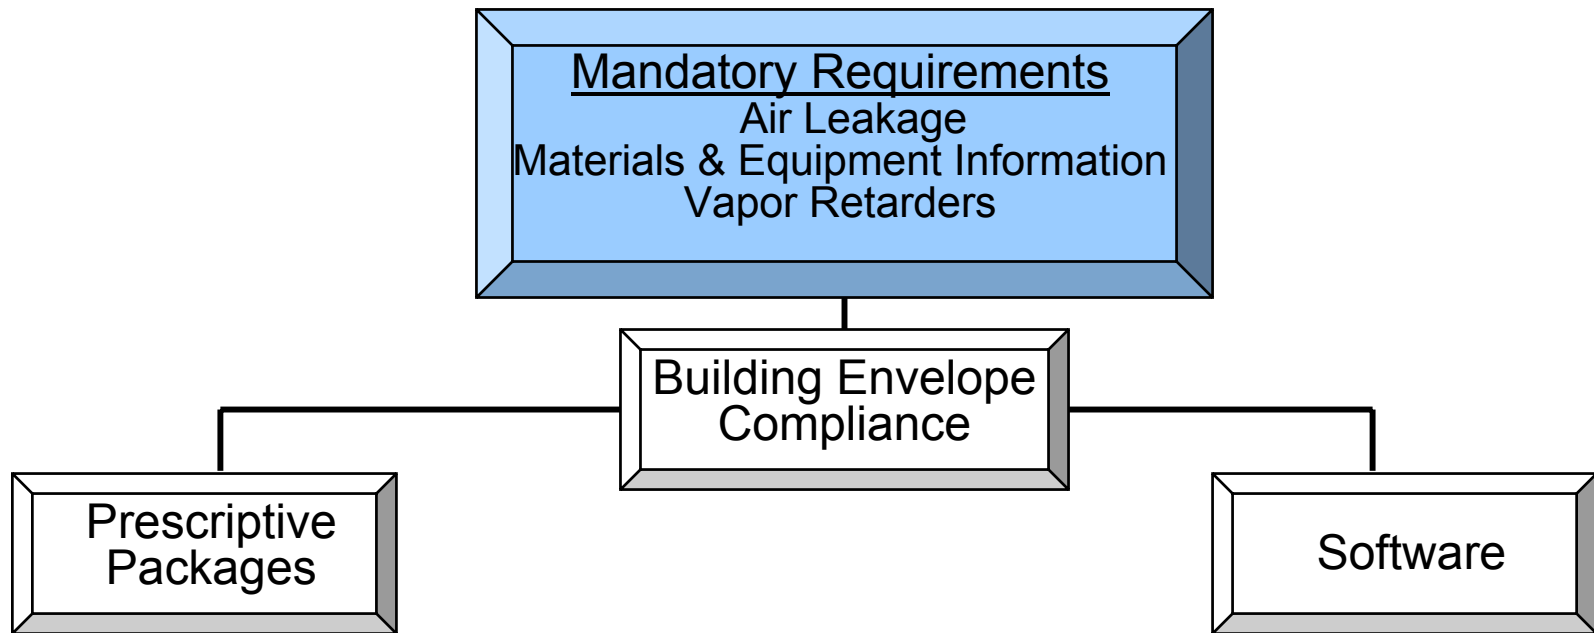 Mandatory Requirements
Air Leakage
Materials & Equipment Information
Vapor Retarders
Building Envelope
Compliance
Prescriptive
Packages
Software